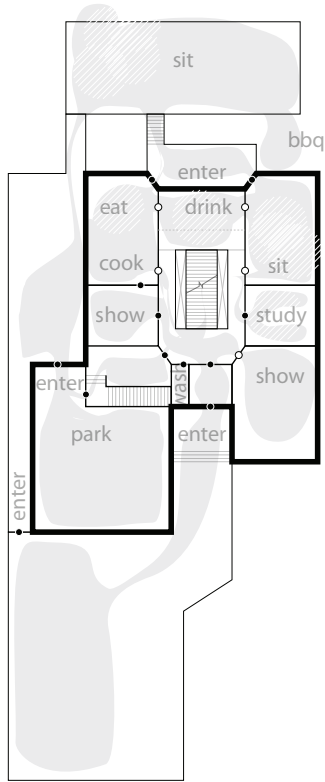 sit
bbq
enter
eat
drink
cook
sit
show
study
enter
wash
show
park
enter
enter